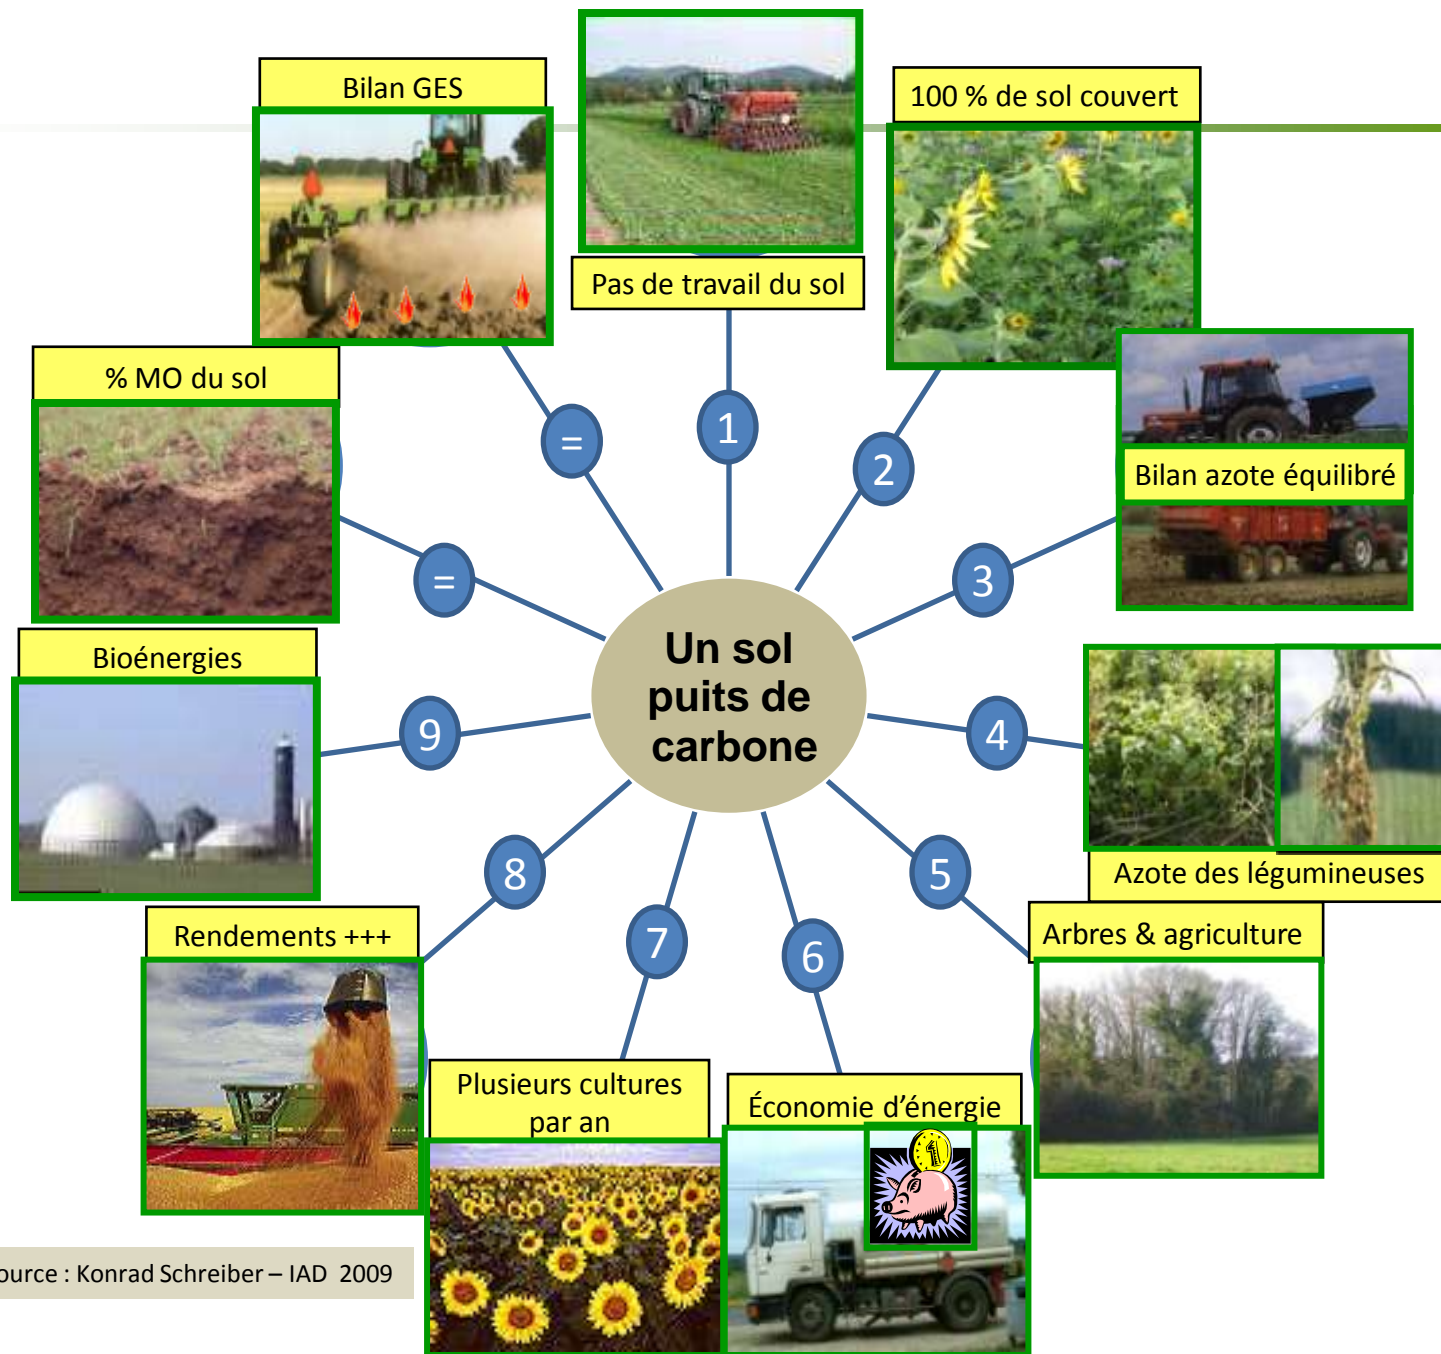 Bilan GES
Pas de travail du sol
100 % de sol couvert
% MO du sol
Bilan azote équilibré
Bioénergies
Azote des légumineuses
Rendements +++
Arbres & agriculture
Plusieurs cultures
par an
Économie d'énergie
1
=
1
2
3
=
4
9
5
8
6
7
Un sol
puits de
carbone
ource : Konrad Schreiber – IAD 2009